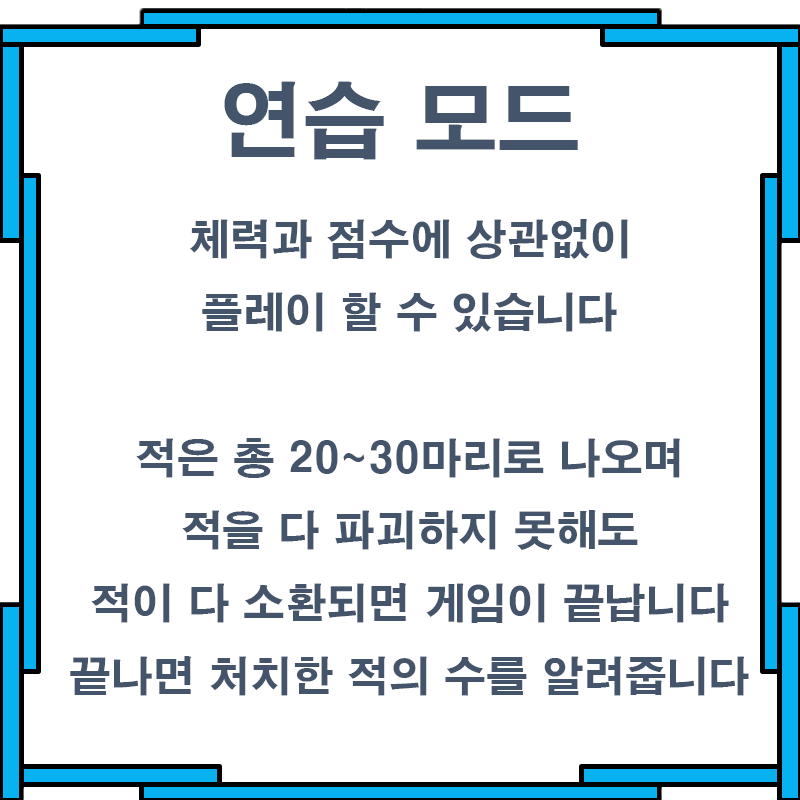 연습 모드
체력과 점수에 상관없이
플레이 할 수 있습니다
적은 총 20~30마리로 나오며
적을 다 파괴하지 못해도
적이 다 소환되면 게임이 끝납니다
끝나면 처치한 적의 수를 알려줍니다